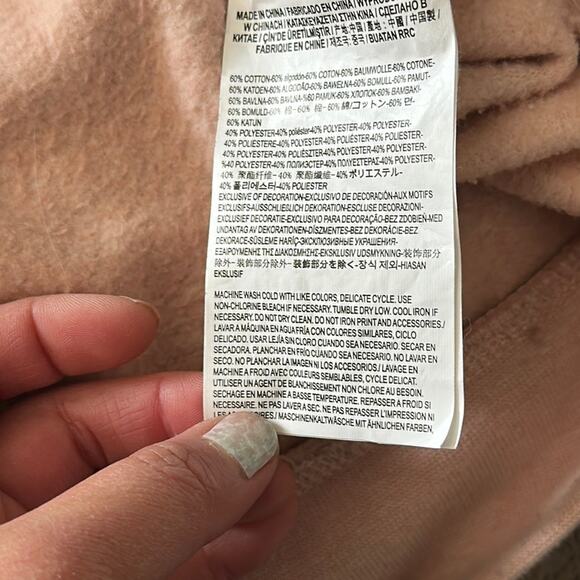 MADE IN CHINA / FABRICADO EN CHINA / WYPRODU
W CHINACH / ΚΑΤΑΣΚΕΥΑΖΕΤΑΙ ΣΤΗΝ ΚΙΝΑ / СДЕЛАНО В
КИТАЕ / ÇİN'DE ÜRETİLMİŞTİR / 产地: 中国 / 產地: 中國 / 中国製 /
FABRIQUE EN CHINE / 제조국: 중국 / BUATAN RRC
60% COTTON-60% algodón-60% COTON-60% BAUMWOLLE-60% COTONE-
60% KATOEN-60% ALGODÃO-60% BAWEŁNA-60% BOMULL-60% PAMUT-
60% BAVLNA-60% BAVLNA-%60 PAMUK-60% ХЛОПОК-60% ΒΑΜΒΑΚΙ-
60% BOMULD-60% 棉-60% 棉-60% 綿/コットン-60% 면-
60% KATUN
40% POLYESTER-40% poliéster-40% POLYESTER-40% POLYESTER-
40% POLIESTERE-40% POLYESTER-40% POLIÉSTER-40% POLIESTER-
40% POLYESTER-40% POLIÉSZTER-40% POLYESTER-40% POLYESTER-
%40 POLYESTER-40% ПОЛИЭСТЕР-40% ΠΟΛΥΕΣΤΕΡΑΣ-40% POLYESTER-
40% 聚酯纤维-40% 聚酯纖維-40% ポリエステル-
40% 폴리에스터-40% POLIESTER
EXCLUSIVE OF DECORATION-EXCLUSIVO DE DECORACIÓN-AUX MOTIFS
EXCLUSIFS-AUSSCHLIEßLICH DEKORATION-ESCLUSE DECORAZIONI-
EXCLUSIEF DECORATIE-EXCLUSIVO PARA DECORAÇÃO-BEZ ZDOBIEŃ-MED
UNDANTAG AV DEKORATIONEN-DÍSZMENTES-BEZ DEKORÁCIE-BEZ
DEKORACE-SÜSLEME HARİÇ-ЭКСКЛЮЗИВНЫЕ УКРАШЕНИЯ-
ΕΞΑΙΡΟΥΜΕΝΗΣ ΤΗΣ ΔΙΑΚΟΣΜΗΣΗΣ-EKSKLUSIV DEKORATION-装饰部分
除外-裝飾部分除外-装飾部分を除く-장식 제외-HIASAN
EKSLUSIF
MACHINE WASH COLD WITH LIKE COLORS, DELICATE CYCLE. USE
NON-CHLORINE BLEACH IF NECESSARY. TUMBLE DRY LOW. COOL IRON IF
NECESSARY. DO NOT DRY CLEAN. DO NOT IRON PRINT AND ACCESSORIES./
LAVAR A MÁQUINA EN AGUA FRÍA CON COLORES SIMILARES, CICLO
DELICADO. USAR LEJÍA SIN CLORO CUANDO SEA NECESARIO. SECAR EN
SECADORA. PLANCHAR EN FRÍO CUANDO SEA NECESARIO. NO LAVAR EN
SECO. NO PLANCHAR LA IMAGEN NI LOS ACCESORIOS./ LAVAGE EN
MACHINE A FROID AVEC COULEURS SEMBLABLES, CYCLE DELICAT.
UTILISER UN AGENT DE BLANCHISSEMENT NON CHLORE AU BESOIN.
SECHAGE EN MACHINE A BASSE TEMPERATURE. REPASSER A FROID SI
NECESSAIRE. NE PAS LAVER A SEC. NE PAS REPASSER L'IMPRESSION NI
MASCHINENKALTWÄSCHE MIT ÄHNLICHEN FARBEN,